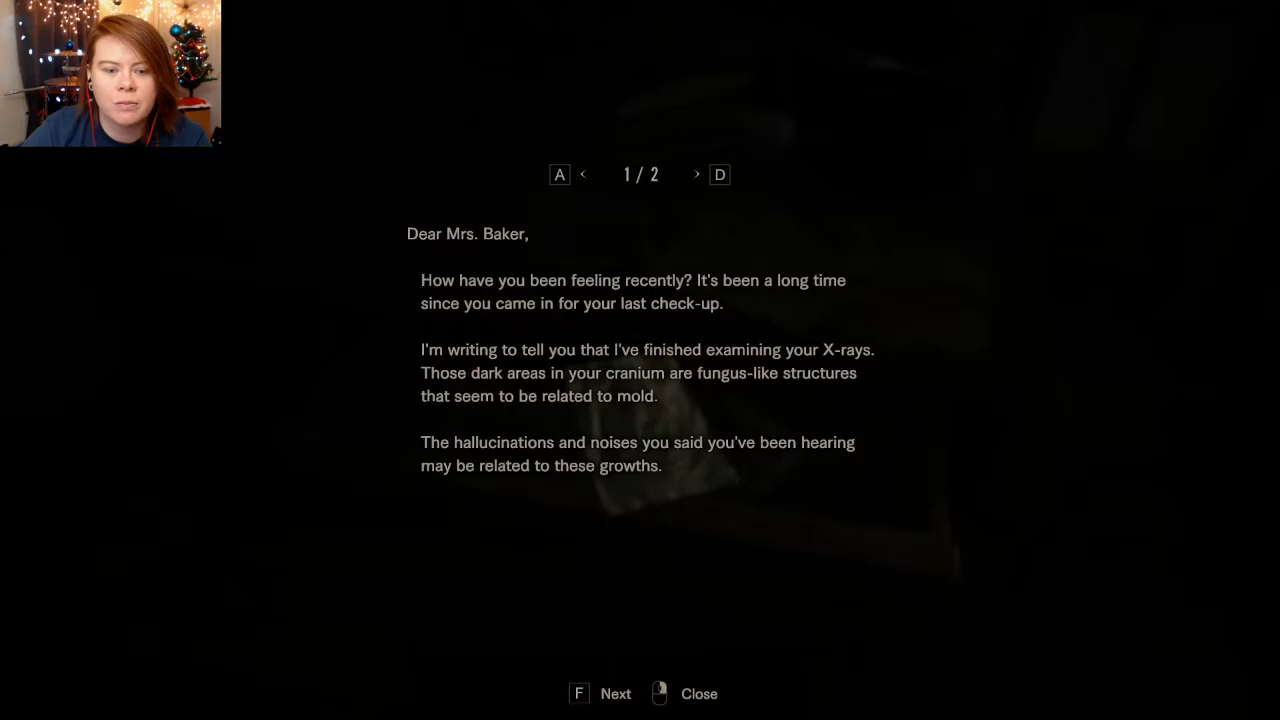 A < 1 / 2 > D
Dear Mrs. Baker,
How have you been feeling recently? It's been a long time
since you came in for your last check-up.
I'm writing to tell you that I've finished examining your X-rays.
Those dark areas in your cranium are fungus-like structures
that seem to be related to mold.
The hallucinations and noises you said you've been hearing
may be related to these growths.
F Next Close